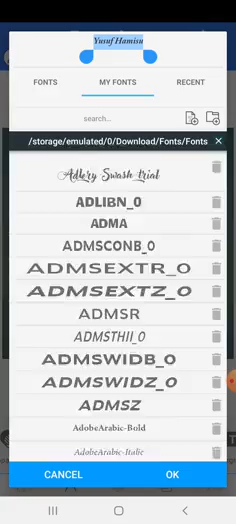 Yusuf Hamisu
FONTS MY FONTS RECENT
search...
/storage/emulated/0/Download/Fonts/Fonts
Adlery Swash Trial
ADLIBN_0
ADMA
ADMSCONB_0
ADMSEXTR_0
ADMSEXTZ_0
ADMSR
ADMSTHII_0
ADMSWIDB_0
ADMSWIDZ_0
ADMSZ
AdobeArabic-Bold
AdobeArabic-Italic
CANCEL OK